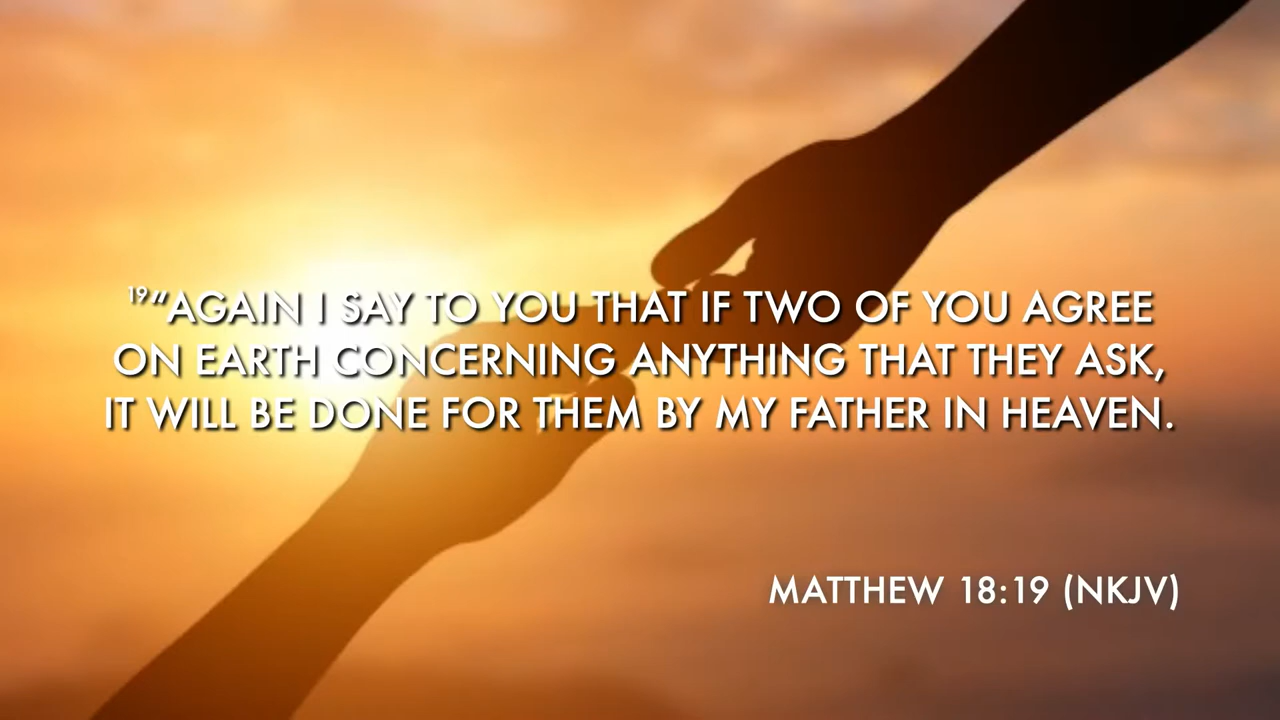 19"AGAIN I SAY TO YOU THAT IF TWO OF YOU AGREE
ON EARTH CONCERNING ANYTHING THAT THEY ASK,
IT WILL BE DONE FOR THEM BY MY FATHER IN HEAVEN.
MATTHEW 18:19 (NKJV)